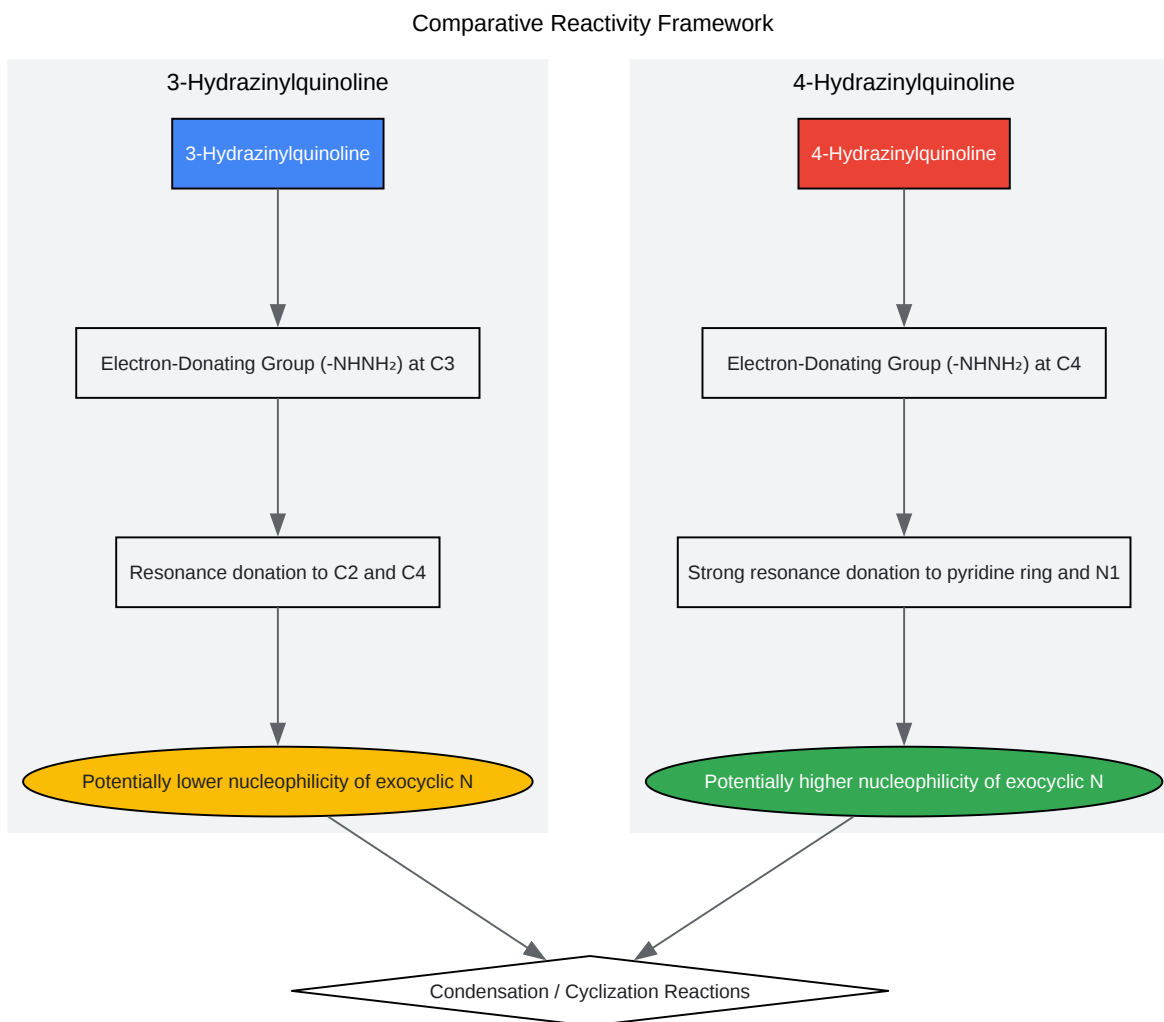 Comparative Reactivity Framework
3-Hydrazinylquinoline
4-Hydrazinylquinoline
3-Hydrazinylquinoline
4-Hydrazinylquinoline
Electron-Donating Group (-NHNH₂) at C3
Electron-Donating Group (-NHNH₂) at C4
Resonance donation to C2 and C4
Strong resonance donation to pyridine ring and N1
Potentially lower nucleophilicity of exocyclic N
Potentially higher nucleophilicity of exocyclic N
Condensation / Cyclization Reactions